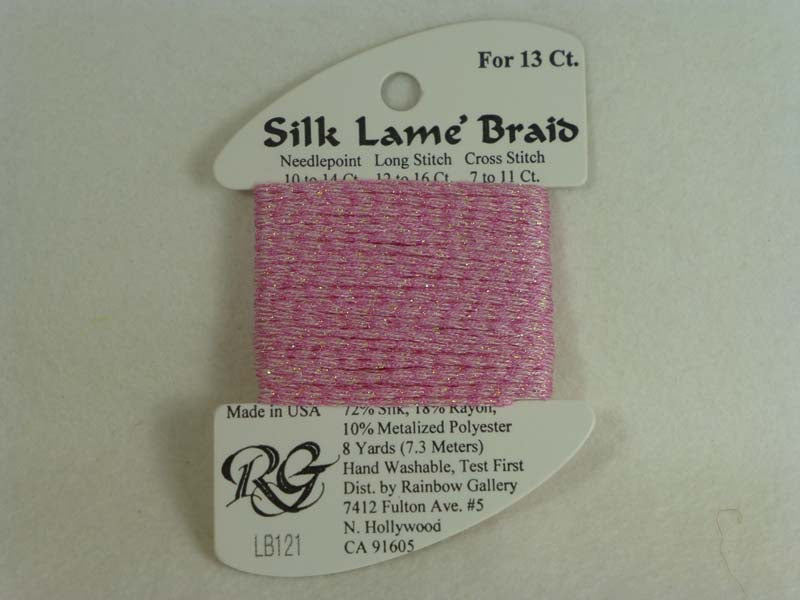 For 13 Ct.
Silk Lame' Braid
Needlepoint Long Stitch Cross Stitch
10 to 14 Ct. 12 to 16 Ct. 7 to 11 Ct.
Made in USA
72% Silk, 18% Rayon,
10% Metalized Polyester
8 Yards (7.3 Meters)
Hand Washable, Test First
Dist. by Rainbow Gallery
7412 Fulton Ave. #5
N. Hollywood
CA 91605
RG
LB121